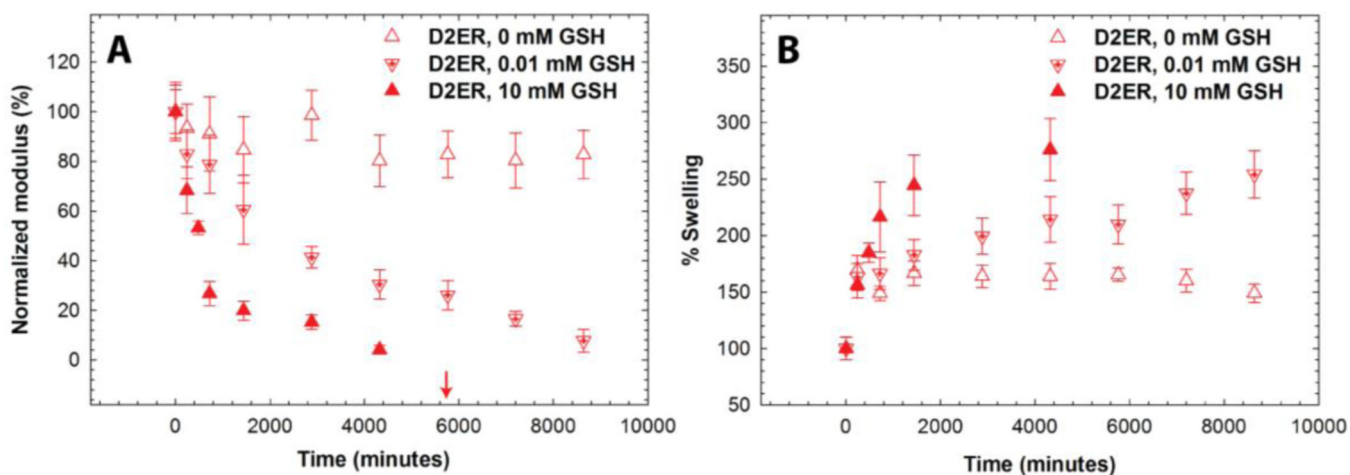 A
D2ER, 0 mM GSH
D2ER, 0.01 mM GSH
D2ER, 10 mM GSH
Normalized modulus (%)
120
100
80
60
40
20
0
0 2000 4000 6000 8000 10000
Time (minutes)
B
D2ER, 0 mM GSH
D2ER, 0.01 mM GSH
D2ER, 10 mM GSH
% Swelling
350
300
250
200
150
100
50
0 2000 4000 6000 8000 10000
Time (minutes)